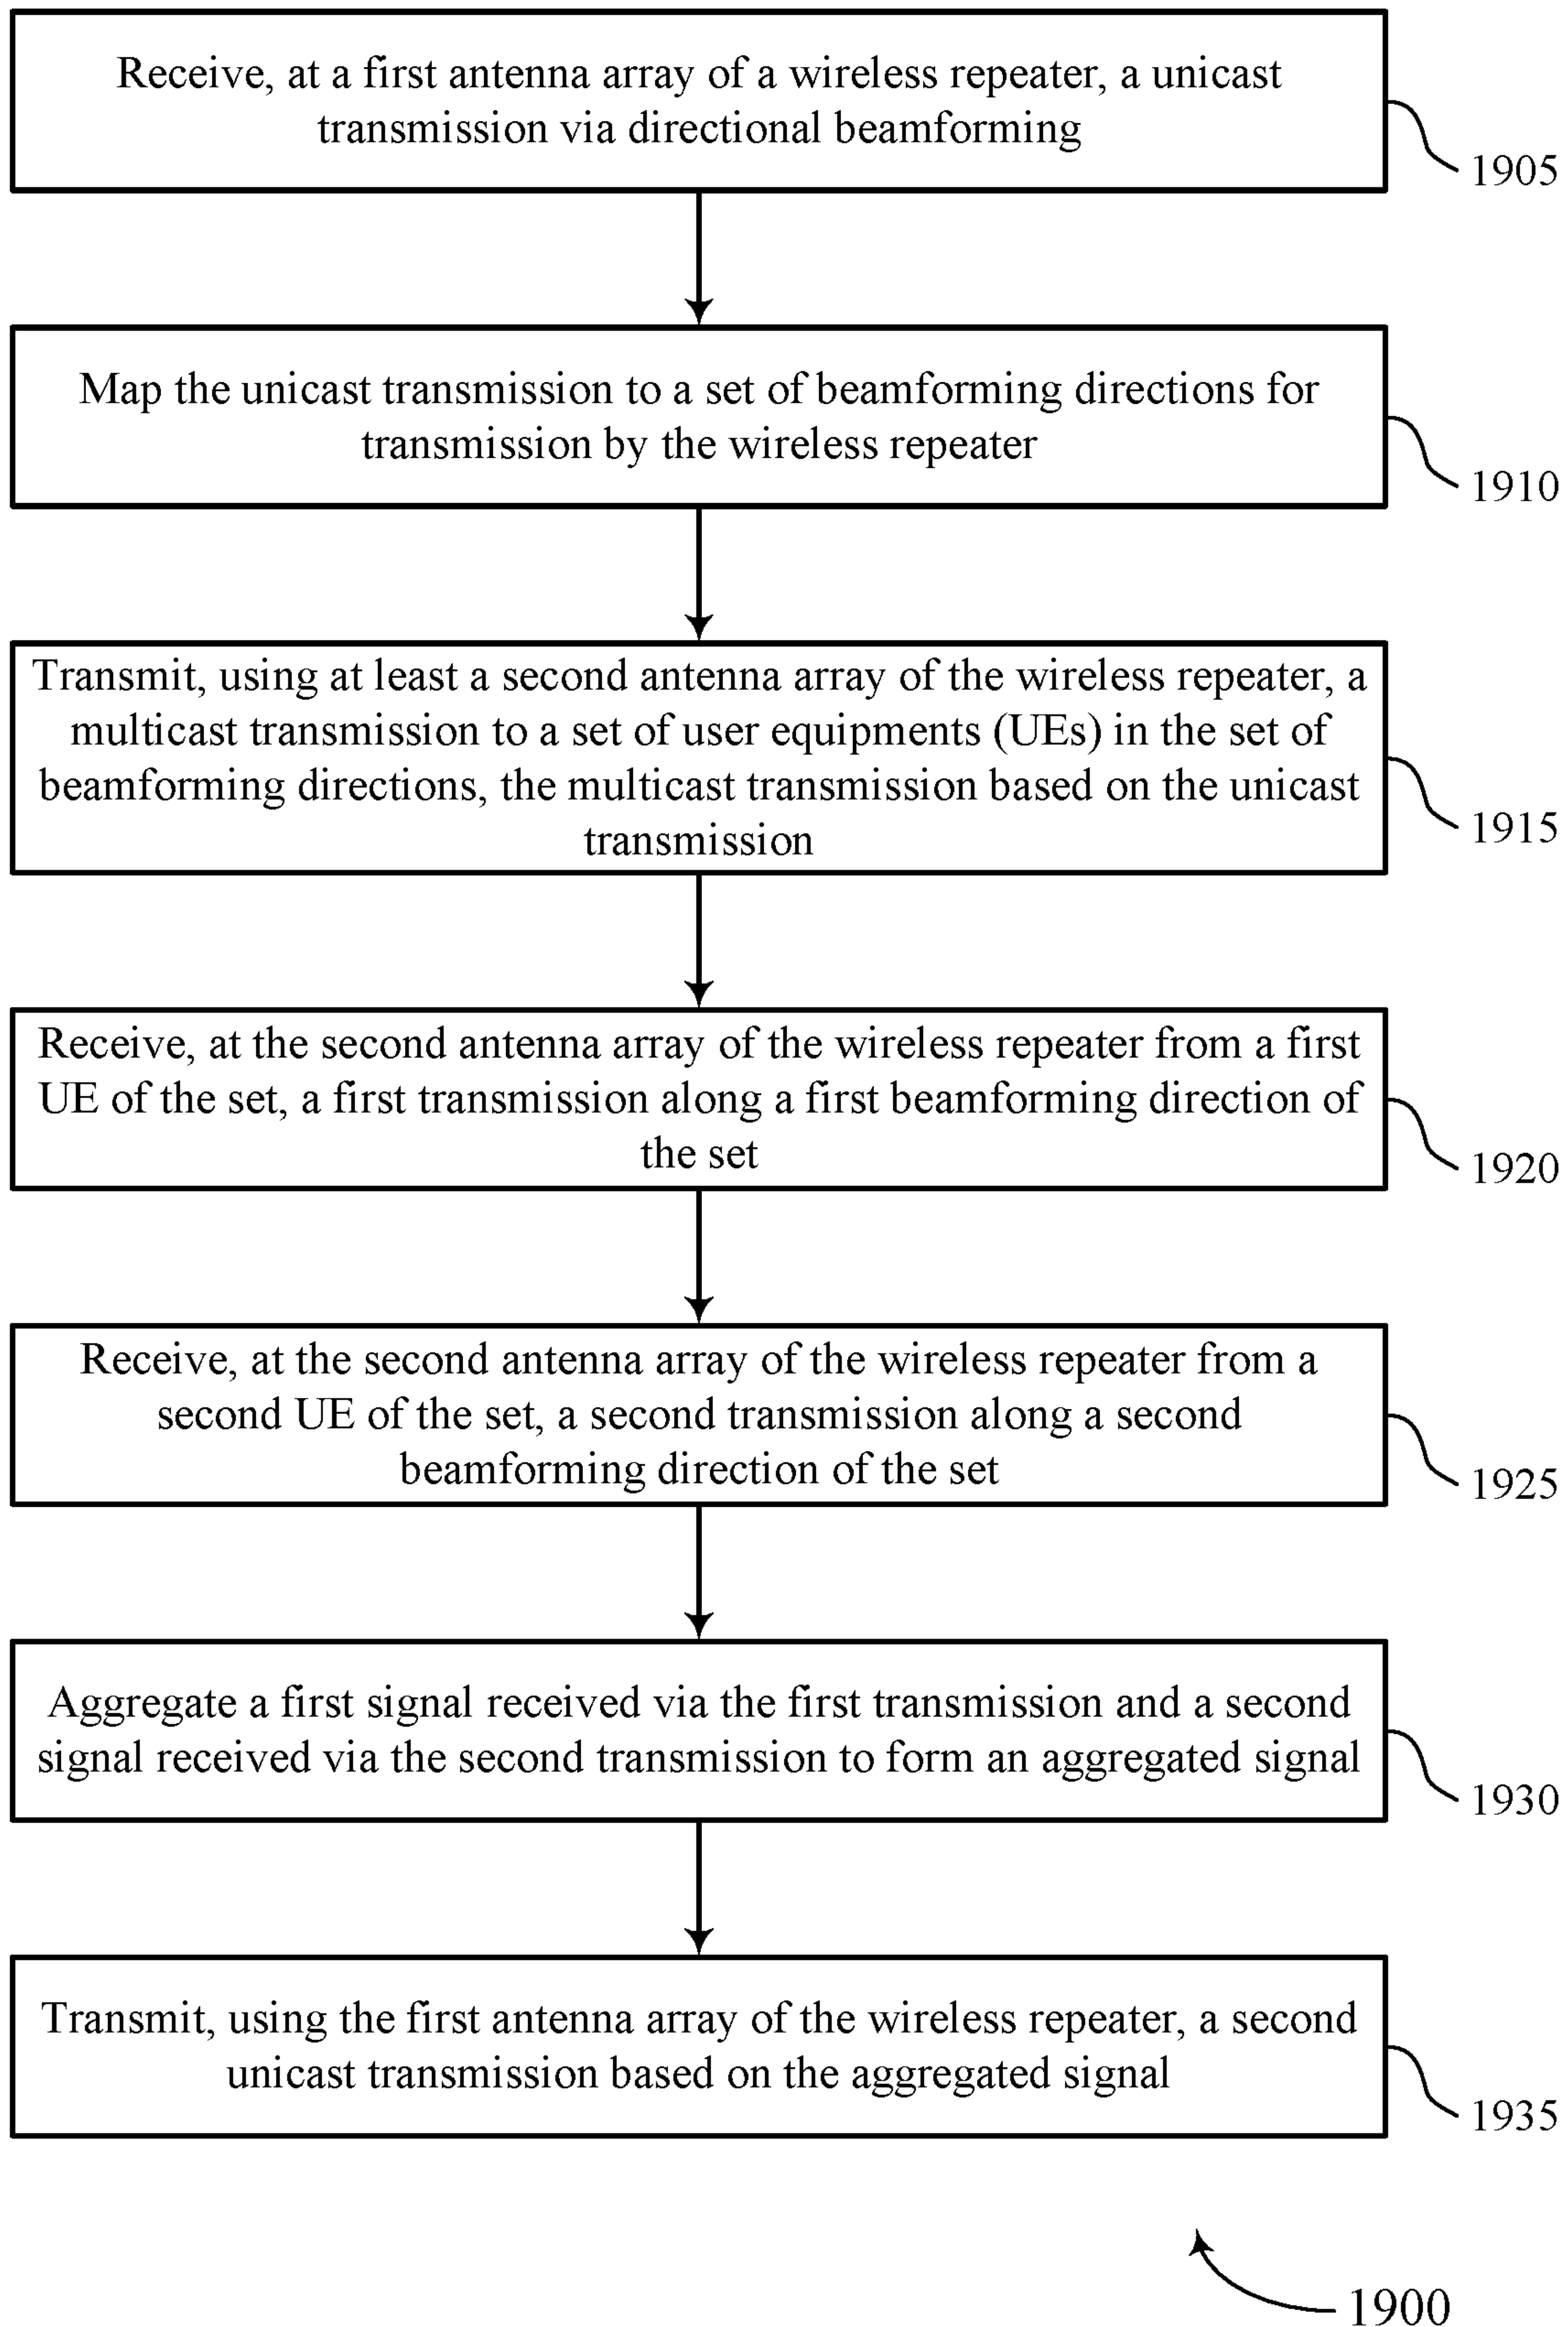 Receive, at a first antenna array of a wireless repeater, a unicast
transmission via directional beamforming
1905
Map the unicast transmission to a set of beamforming directions for
transmission by the wireless repeater
1910
Transmit, using at least a second antenna array of the wireless repeater, a
multicast transmission to a set of user equipments (UEs) in the set of
beamforming directions, the multicast transmission based on the unicast
transmission
1915
Receive, at the second antenna array of the wireless repeater from a first
UE of the set, a first transmission along a first beamforming direction of
the set
1920
Receive, at the second antenna array of the wireless repeater from a
second UE of the set, a second transmission along a second
beamforming direction of the set
1925
Aggregate a first signal received via the first transmission and a second
signal received via the second transmission to form an aggregated signal
1930
Transmit, using the first antenna array of the wireless repeater, a second
unicast transmission based on the aggregated signal
1935
1900